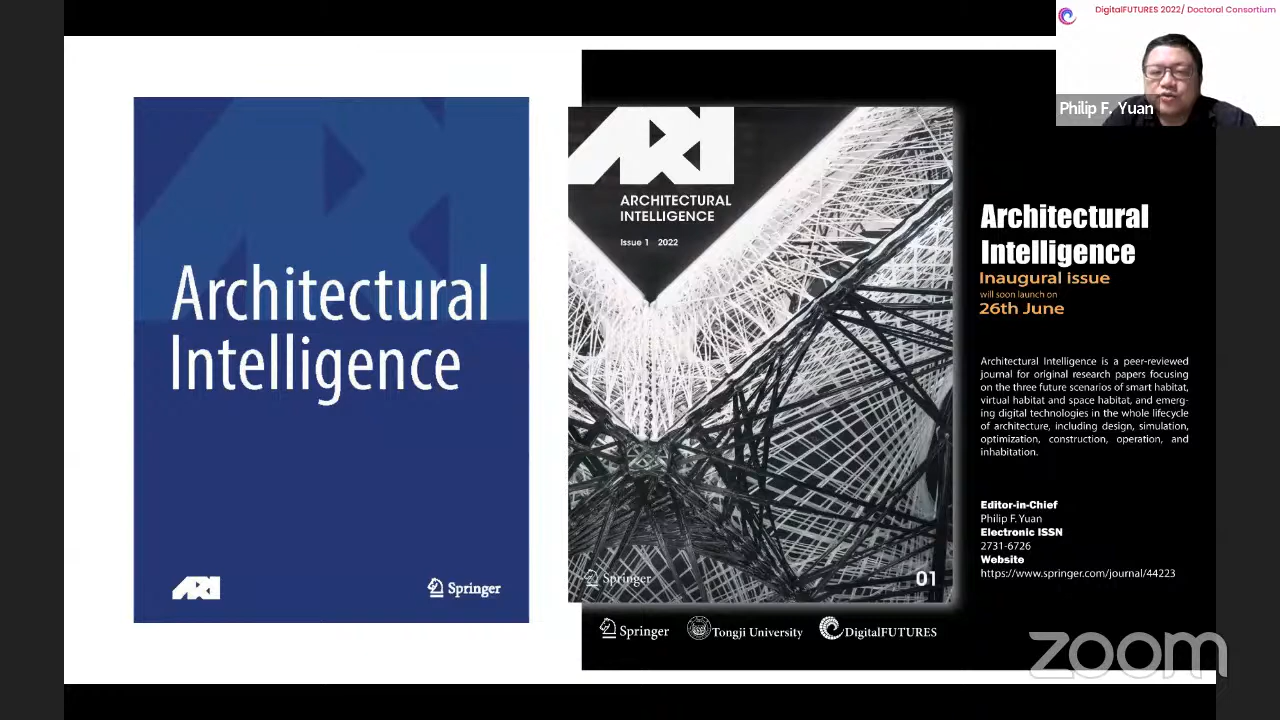 DigitalFUTURES 2022/ Doctoral Consortium
Philip F. Yuan
Architectural
Intelligence
Springer
ARCHITECTURAL
INTELLIGENCE
Issue 1 2022
Springer
01
Springer
Tongji University
DigitalFUTURES
Architectural
Intelligence
Inaugural issue
will soon launch on
26th June
Architectural Intelligence is a peer-reviewed
journal for original research papers focusing
on the three future scenarios of smart habitat,
virtual habitat and space habitat, and emerg-
ing digital technologies in the whole lifecycle
of architecture, including design, simulation,
optimization, construction, operation, and
inhabitation.
Editor-in-Chief
Philip F. Yuan
Electronic ISSN
2731-6726
Website
https://www.springer.com/journal/44223
zoom